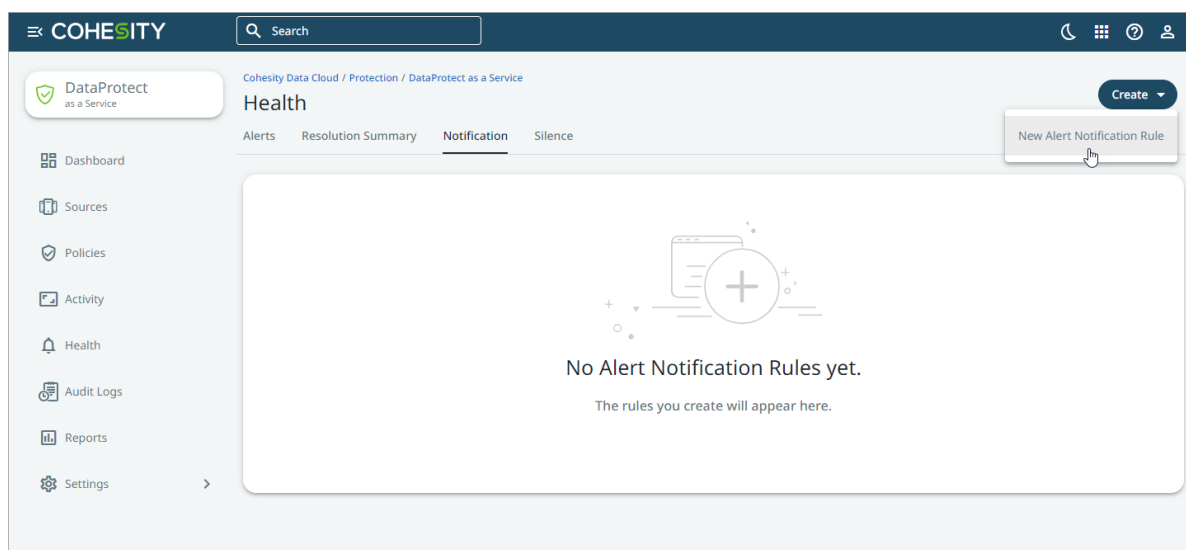 COHESITY
Search
DataProtect
as a Service
Cohesity Data Cloud / Protection / DataProtect as a Service
Health
Create
Alerts Resolution Summary Notification Silence
New Alert Notification Rule
Dashboard
Sources
Policies
Activity
Health
Audit Logs
Reports
Settings
No Alert Notification Rules yet.
The rules you create will appear here.